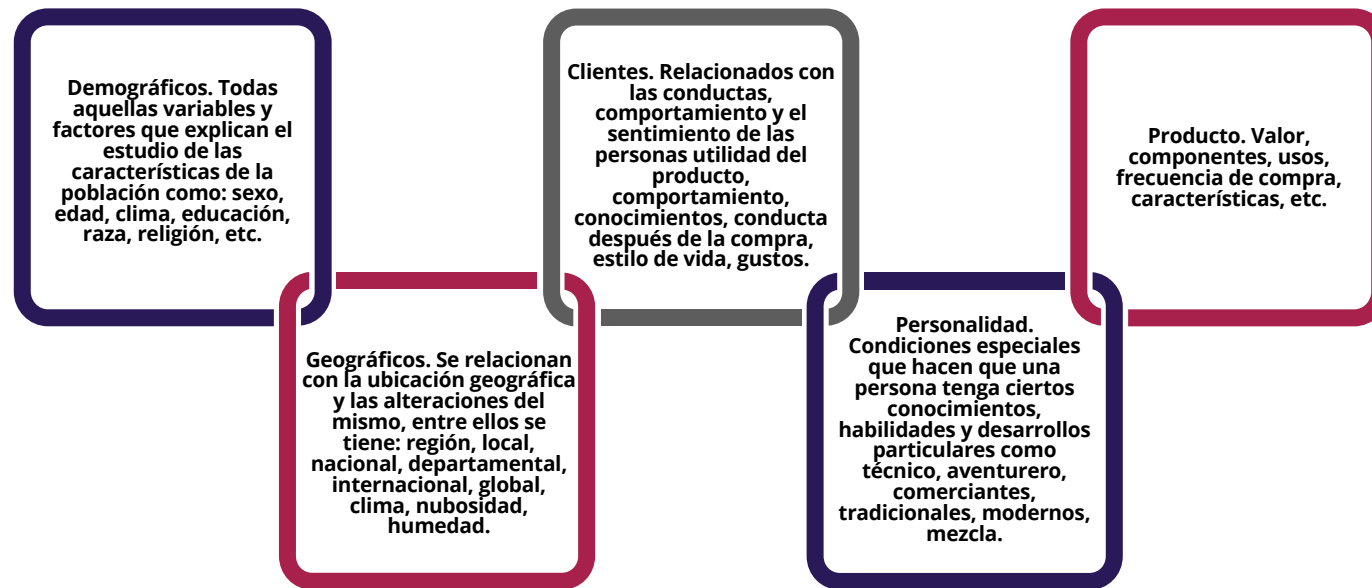 Demográficos. Todas
aquellas variables y
factores que explican el
estudio de las
características de la
población como: sexo,
edad, clima, educación,
raza, religión, etc.
Geográficos. Se relacionan
con la ubicación geográfica
y las alteraciones del
mismo, entre ellos se
tiene: región, local,
nacional, departamental,
internacional, global,
clima, nubosidad,
humedad.
Clientes. Relacionados con
las conductas,
comportamiento y el
sentimiento de las
personas utilidad del
producto,
comportamiento,
conocimientos, conducta
después de la compra,
estilo de vida, gustos.
Personalidad.
Condiciones especiales
que hacen que una
persona tenga ciertos
conocimientos,
habilidades y desarrollos
particulares como
técnico, aventurero,
comerciantes,
tradicionales, modernos,
mezcla.
Producto. Valor,
componentes, usos,
frecuencia de compra,
características, etc.